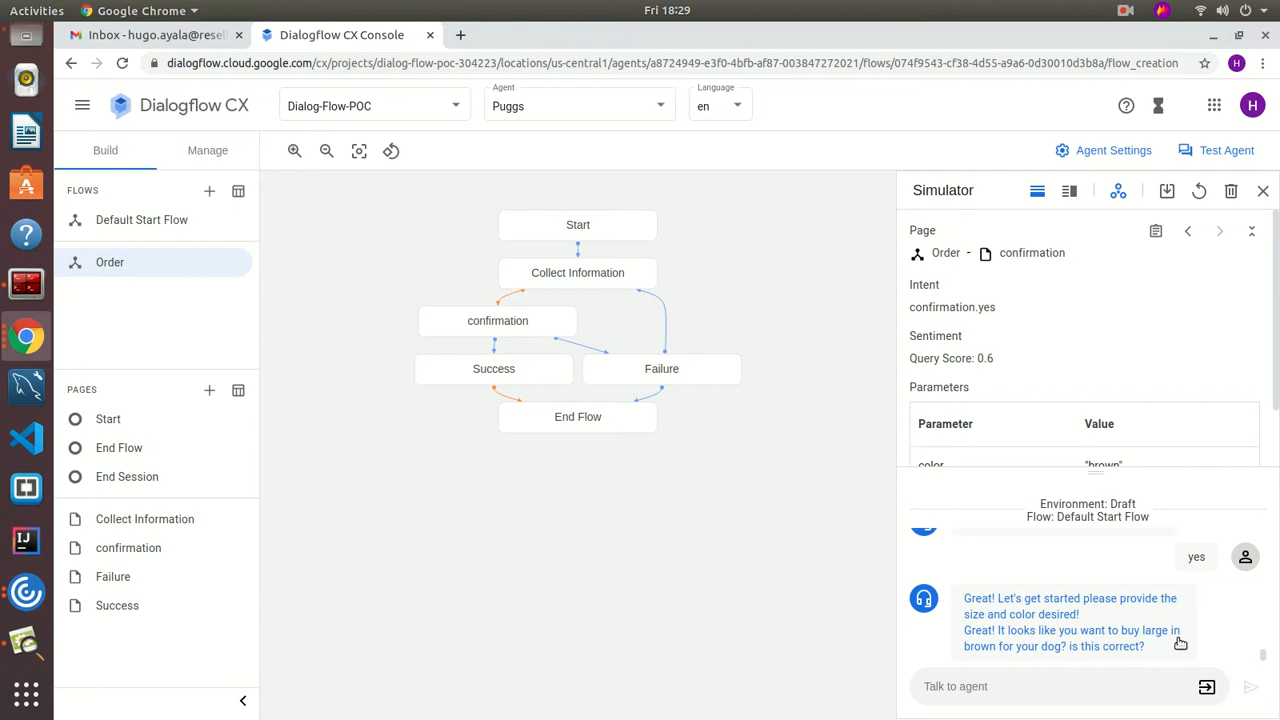 Activities
Google Chrome
Fri 18:29
Inbox - hugo.ayala@resell
Dialogflow CX Console
dialogflow.cloud.google.com/cx/projects/dialog-flow-poc-304223/locations/us-central1/agents/a8724949-e3f0-4bfb-af87-003847272021/flows/074f9543-cf38-4d55-a9a6-0d30010d3b8a/flow_creation
H
Dialogflow CX
Dialog-Flow-POC
Agent
Puggs
Language
en
H
Build
Manage
Agent Settings
Test Agent
FLOWS
Default Start Flow
Order
PAGES
Start
End Flow
End Session
Collect Information
confirmation
Failure
Success
Start
Collect Information
confirmation
Success
Failure
End Flow
Simulator
Page
Order - confirmation
Intent
confirmation.yes
Sentiment
Query Score: 0.6
Parameters
Parameter Value
color "brown"
Environment: Draft
Flow: Default Start Flow
yes
Great! Let's get started please provide the
size and color desired!
Great! It looks like you want to buy large in
brown for your dog? is this correct?
Talk to agent